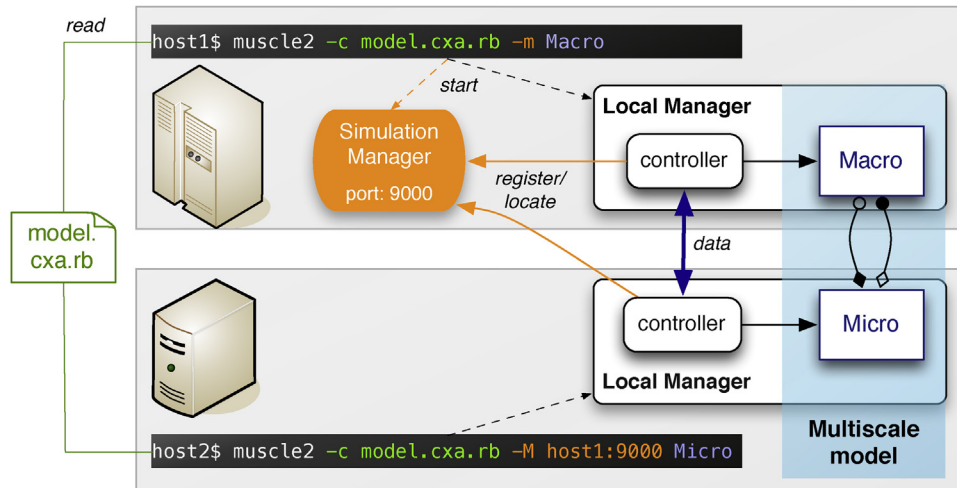 read
host1$ muscle2 -c model.cxa.rb -m Macro
start
Local Manager
Simulation
Manager
port: 9000
controller
Macro
register/
locate
model.
cxa.rb
data
controller
Micro
Local Manager
Multiscale
model
host2$ muscle2 -c model.cxa.rb -M host1:9000 Micro